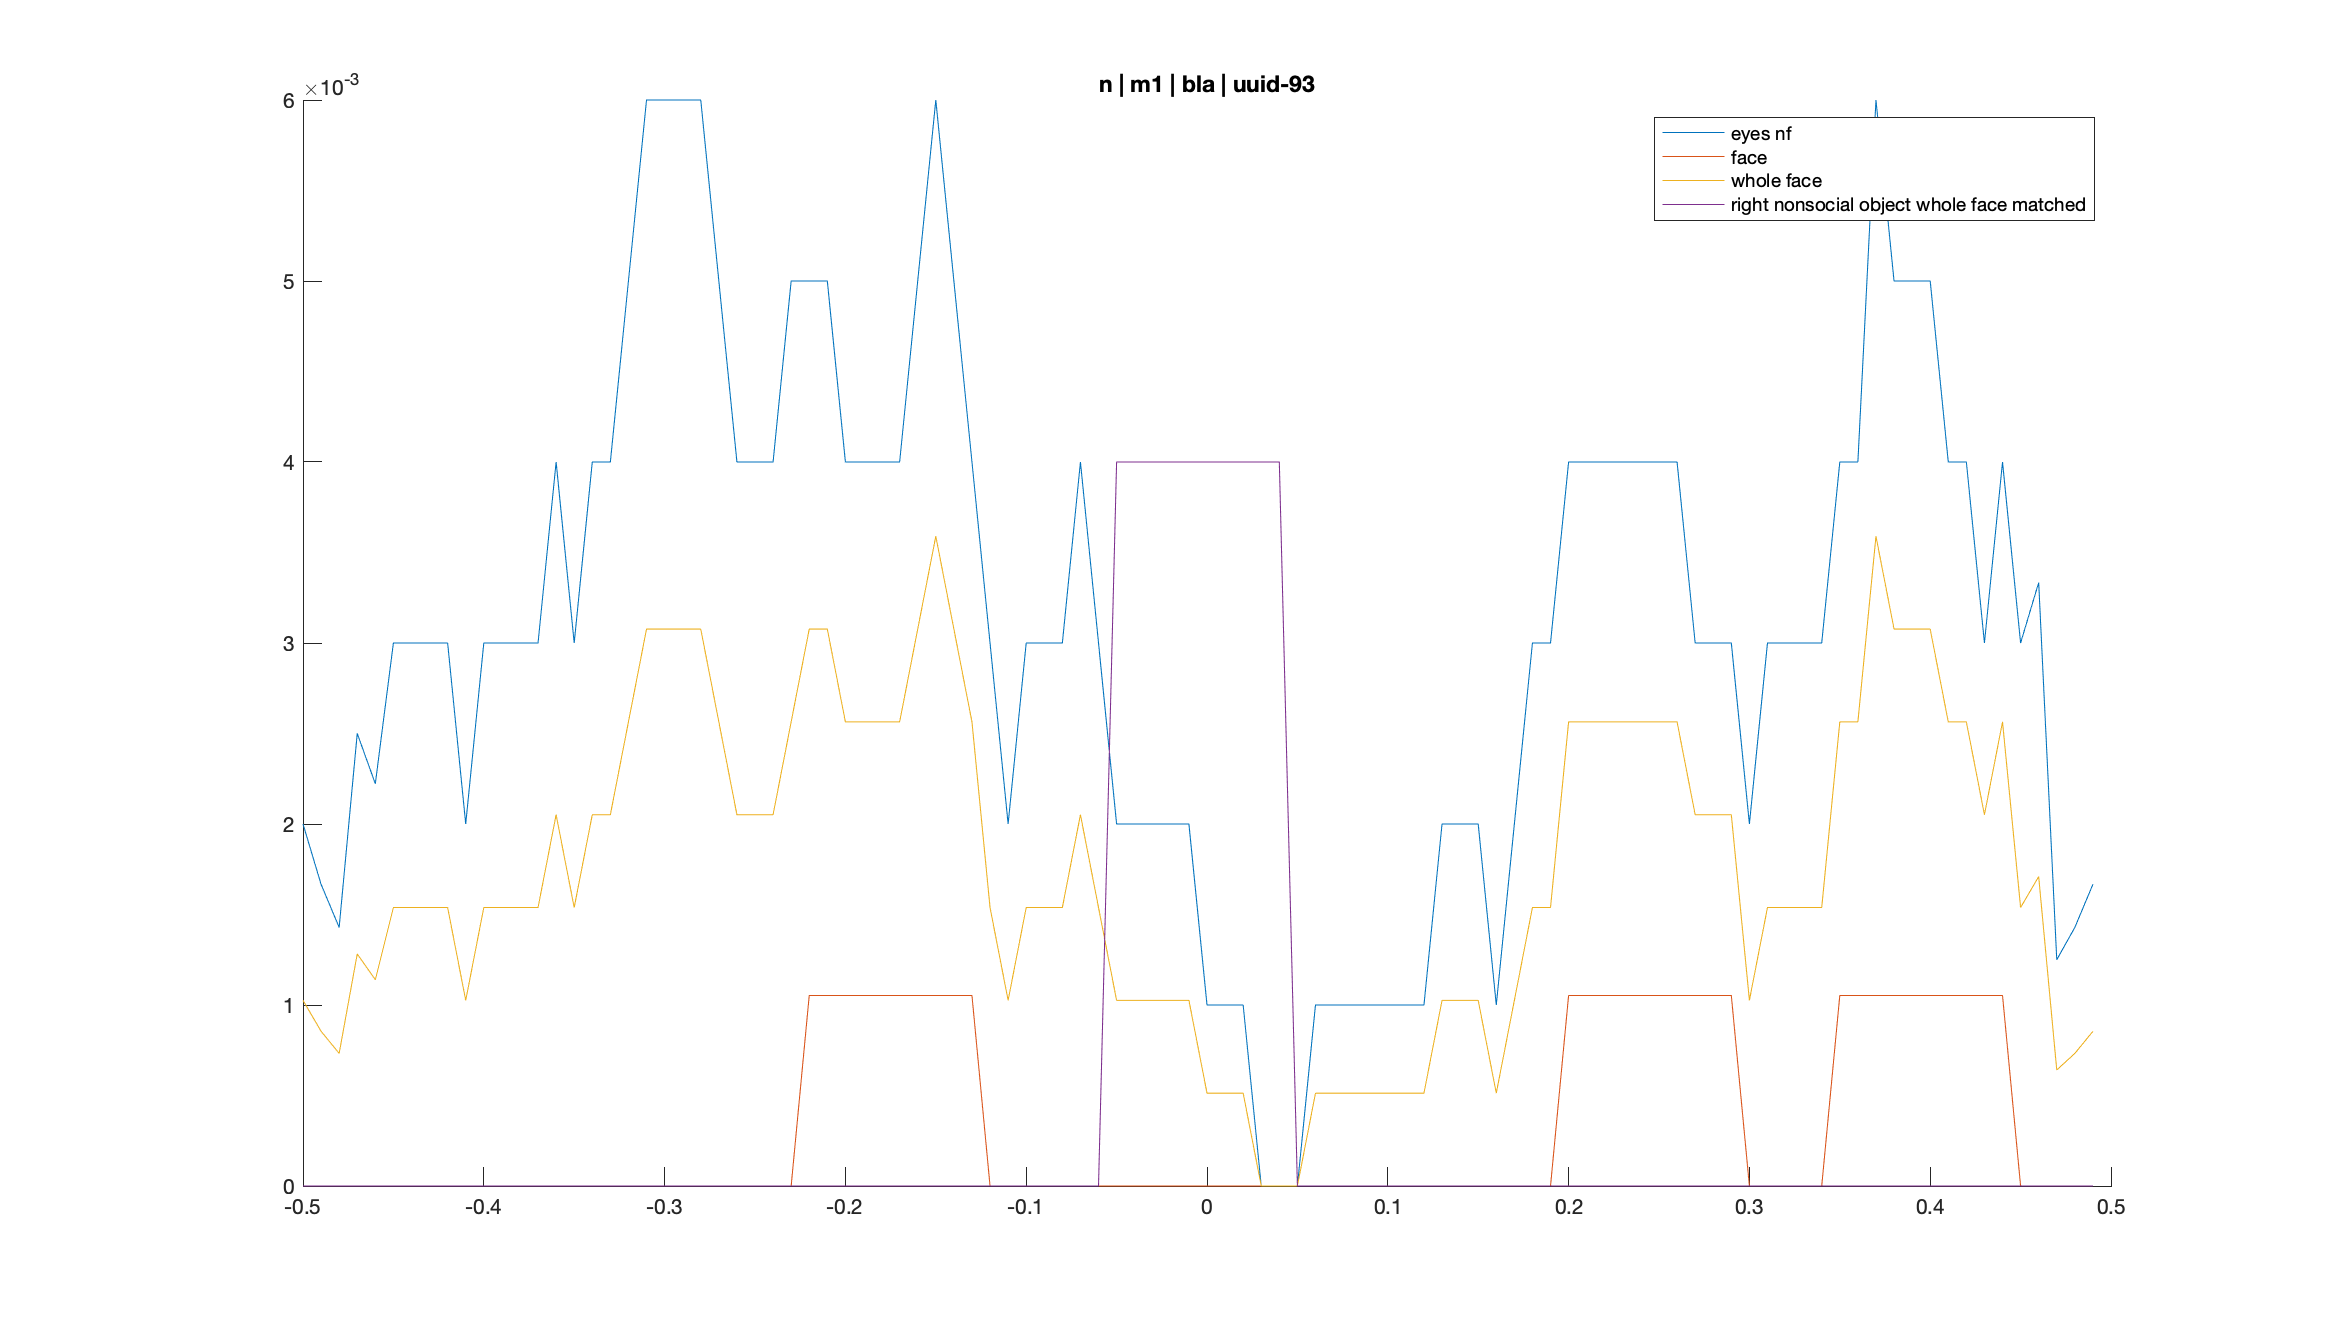 n | m1 | bla | uuid-93
×10-3
6
5
4
3
2
1
0
-0.5 -0.4 -0.3 -0.2 -0.1 0 0.1 0.2 0.3 0.4 0.5
eyes nf
face
whole face
right nonsocial object whole face matched